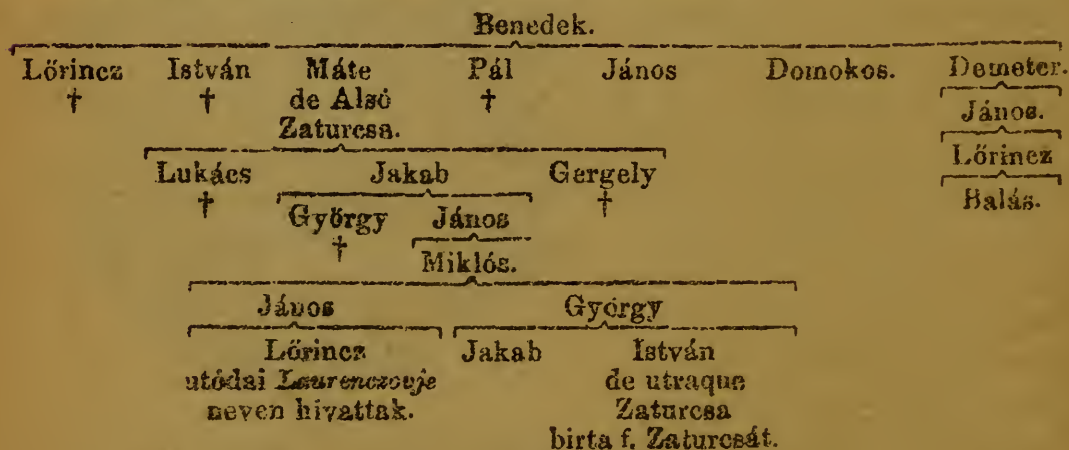 Benedek.
Lőrincz István Máte Pál János Domokos. Demeter.
† † de Alsó † János.
Zaturcsa.
Lőrincz
Lukács Jakab Gergely
† † Balás.
György János
†
Miklós.
János György
Lőrincz Jakab István
utódai Laurenczovje de utraque
neven hivattak. Zaturcsa
birta f. Zaturcsát.